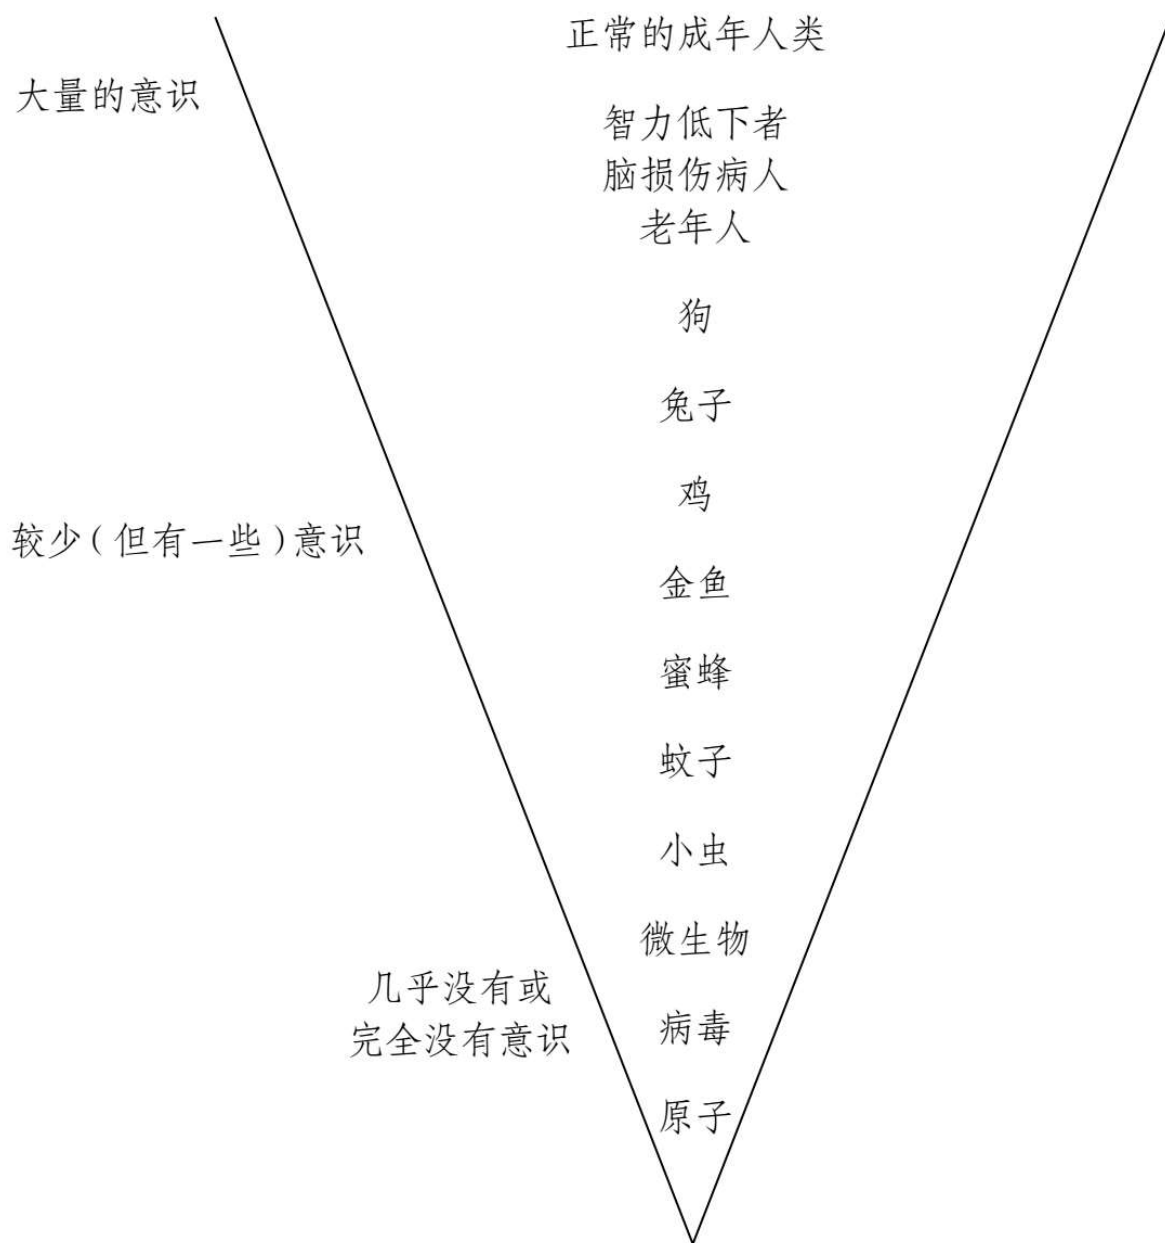 正常的成年人类
大量的意识
智力低下者
脑损伤病人
老年人
狗
兔子
鸡
较少(但有一些)意识
金鱼
蜜蜂
蚊子
小虫
微生物
几乎没有或
完全没有意识
病毒
原子